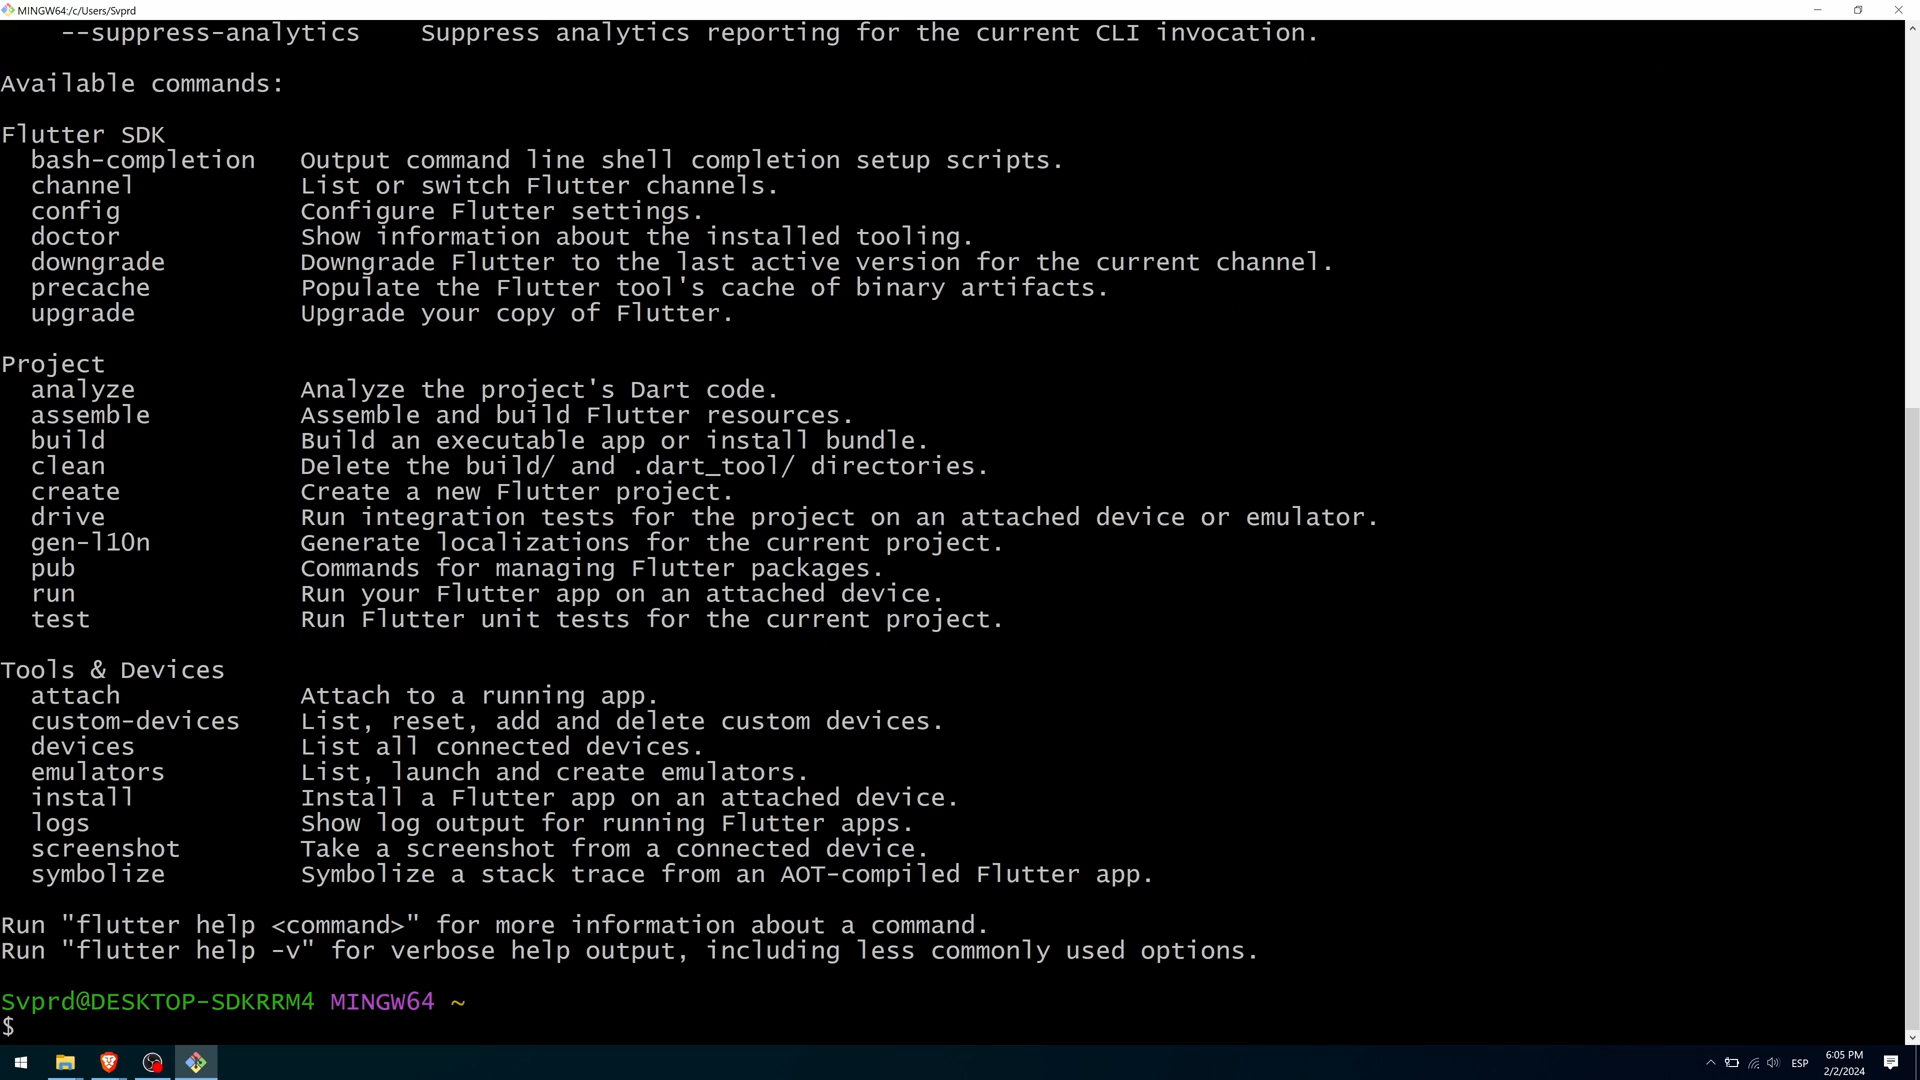 MINGW64:/c/Users/Svprd
--suppress-analytics    Suppress analytics reporting for the current CLI invocation.
Available commands:
Flutter SDK
bash-completion   Output command line shell completion setup scripts.
channel           List or switch Flutter channels.
config            Configure Flutter settings.
doctor            Show information about the installed tooling.
downgrade         Downgrade Flutter to the last active version for the current channel.
precache          Populate the Flutter tool's cache of binary artifacts.
upgrade           Upgrade your copy of Flutter.
Project
analyze           Analyze the project's Dart code.
assemble          Assemble and build Flutter resources.
build             Build an executable app or install bundle.
clean             Delete the build/ and .dart_tool/ directories.
create            Create a new Flutter project.
drive             Run integration tests for the project on an attached device or emulator.
gen-l10n          Generate localizations for the current project.
pub               Commands for managing Flutter packages.
run               Run your Flutter app on an attached device.
test              Run Flutter unit tests for the current project.
Tools & Devices
attach            Attach to a running app.
custom-devices    List, reset, add and delete custom devices.
devices           List all connected devices.
emulators         List, launch and create emulators.
install           Install a Flutter app on an attached device.
logs              Show log output for running Flutter apps.
screenshot        Take a screenshot from a connected device.
symbolize         Symbolize a stack trace from an AOT-compiled Flutter app.
Run "flutter help <command>" for more information about a command.
Run "flutter help -v" for verbose help output, including less commonly used options.
Svprd@DESKTOP-SDKRRM4 MINGW64 ~
$
ESP
6:05 PM
2/2/2024